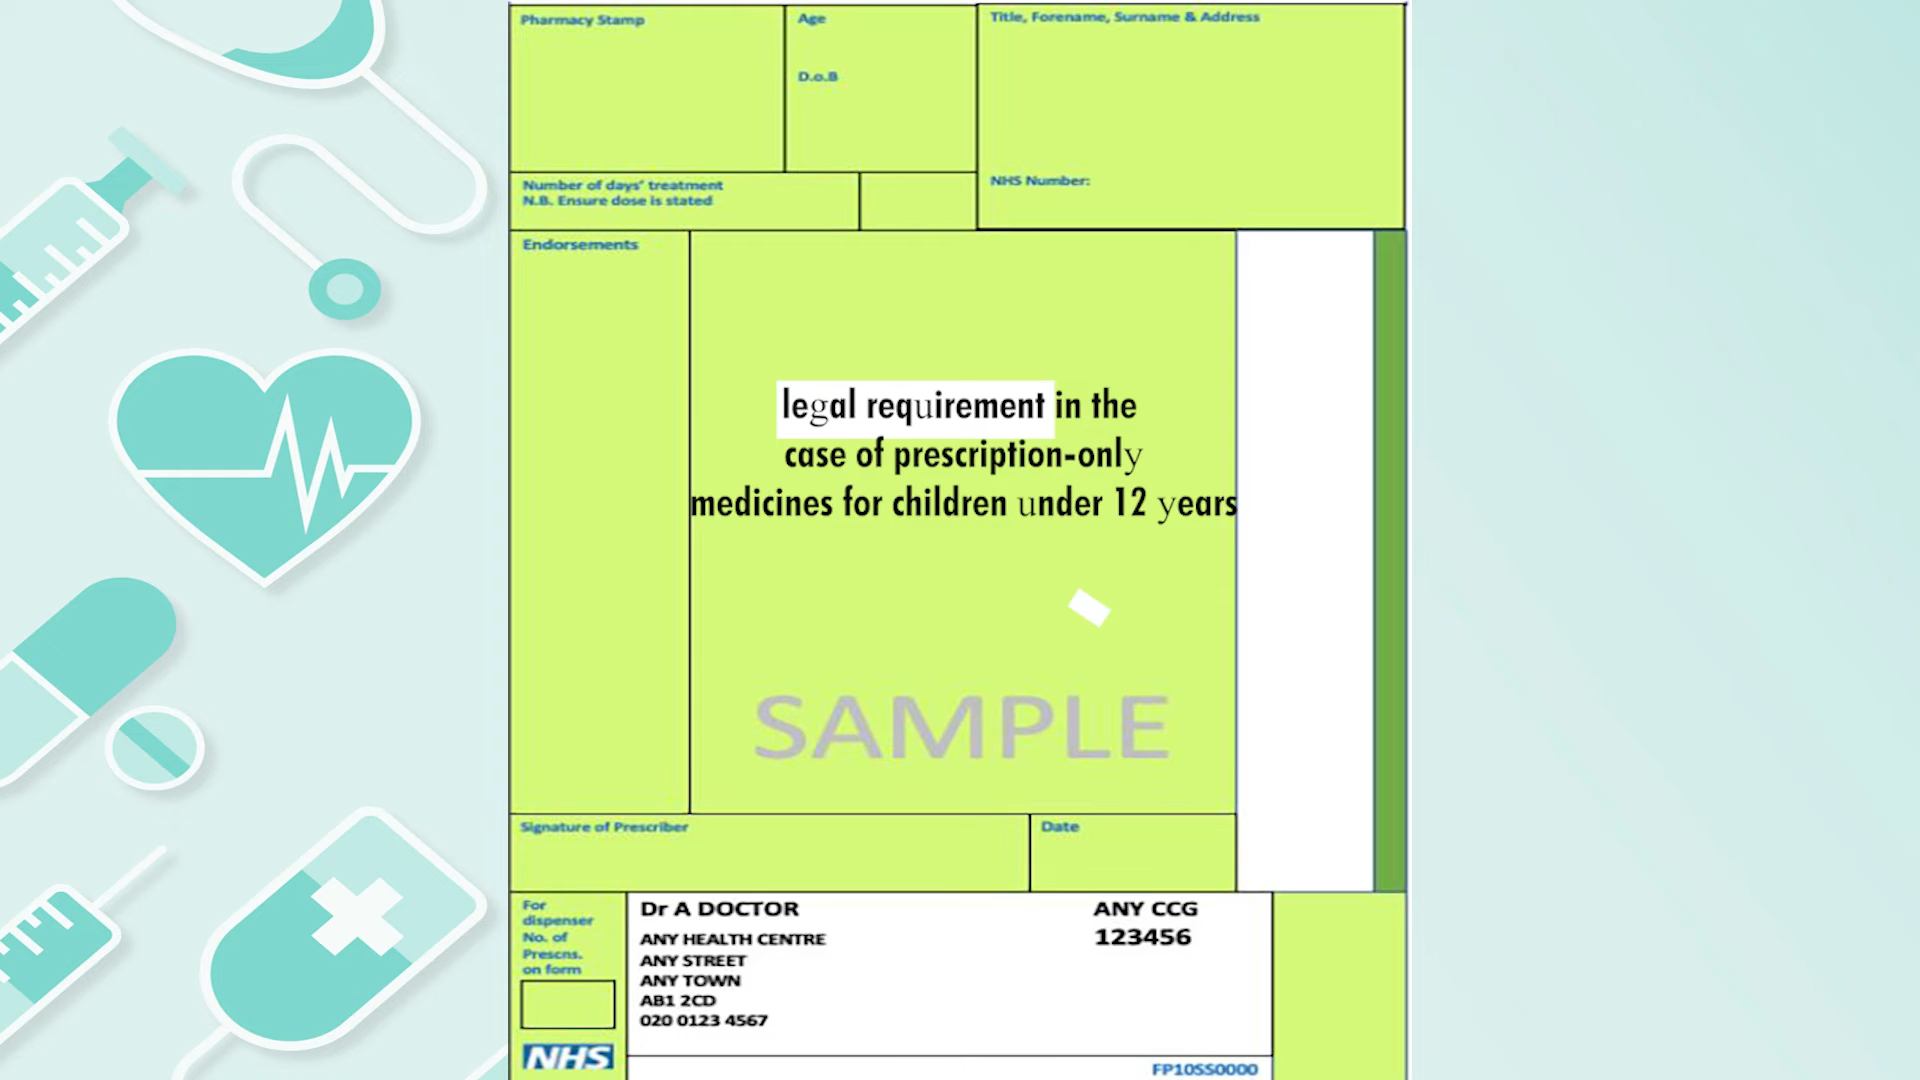 Pharmacy Stamp
Age
D.o.B
Title, Forename, Surname & Address
NHS Number:
Number of days' treatment
N.B. Ensure dose is stated
Endorsements
legal requirement in the
case of prescription-only
medicines for children under 12 years
SAMPLE
Signature of Prescriber
Date
For
dispenser
No. of
Prescns.
on form
Dr A DOCTOR
ANY HEALTH CENTRE
ANY STREET
ANY TOWN
AB1 2CD
020 0123 4567
ANY CCG
123456
NHS
FP10SS0000